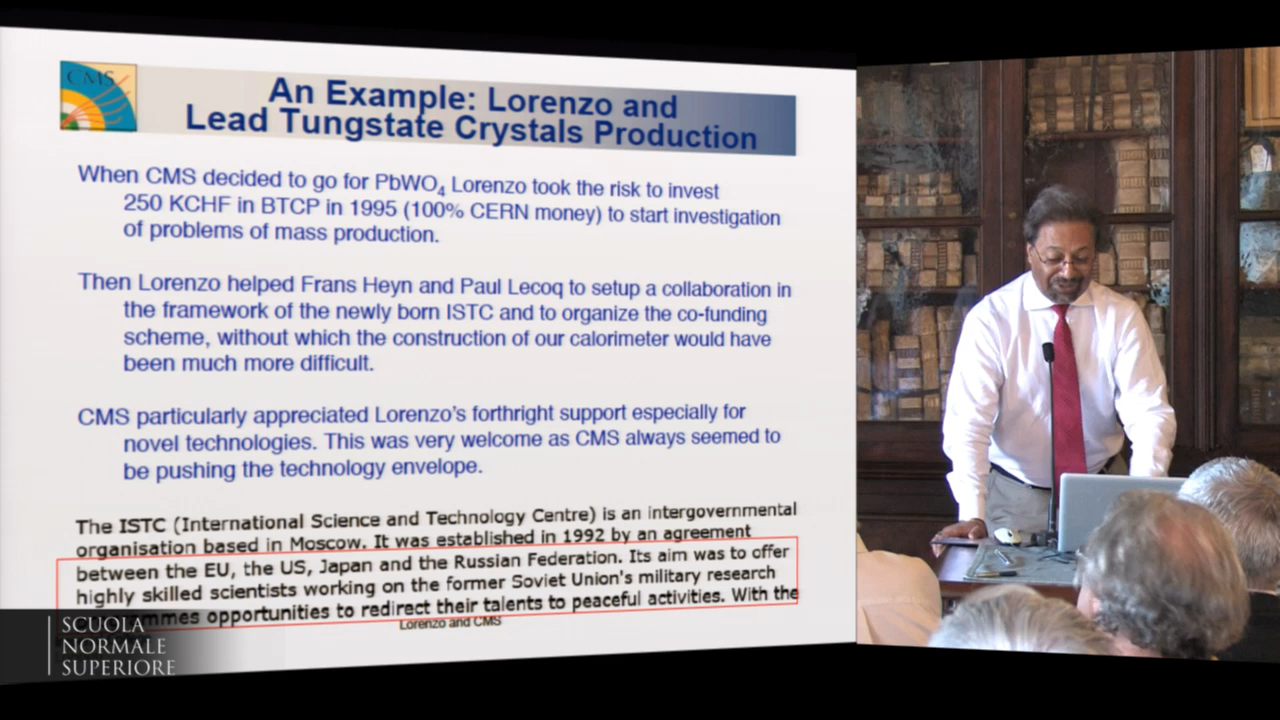 CMS
An Example: Lorenzo and
Lead Tungstate Crystals Production
When CMS decided to go for PbWO₄ Lorenzo took the risk to invest
250 KCHF in BTCP in 1995 (100% CERN money) to start investigation
of problems of mass production.
Then Lorenzo helped Frans Heyn and Paul Lecoq to setup a collaboration in
the framework of the newly born ISTC and to organize the co-funding
scheme, without which the construction of our calorimeter would have
been much more difficult.
CMS particularly appreciated Lorenzo's forthright support especially for
novel technologies. This was very welcome as CMS always seemed to
be pushing the technology envelope.
The ISTC (International Science and Technology Centre) is an intergovernmental
organisation based in Moscow. It was established in 1992 by an agreement
between the EU, the US, Japan and the Russian Federation. Its aim was to offer
highly skilled scientists working on the former Soviet Union's military research
opportunities to redirect their talents to peaceful activities. With the
Lorenzo and CMS
SCUOLA
NORMALE
SUPERIORE